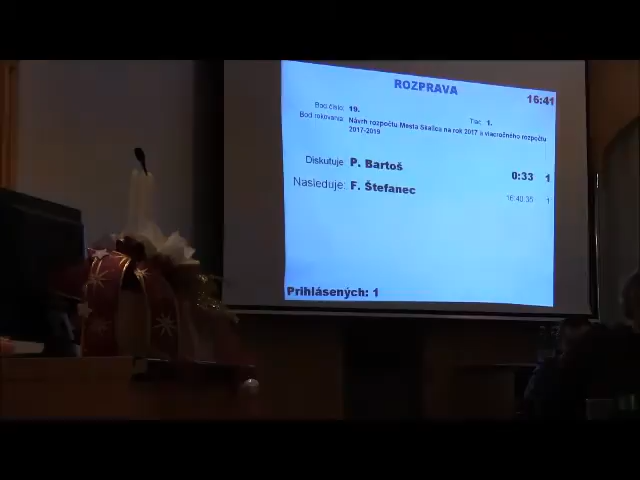 ROZPRAVA 16:41
Bod číslo: 19. Tlač: 1.
Bod rokovania: Návrh rozpočtu Mesta Skalica na rok 2017 a viacročného rozpočtu
2017-2019
Diskutuje P. Bartoš 0:33 1
Nasleduje: F. Štefanec 16:40:35 1
Prihlásených: 1